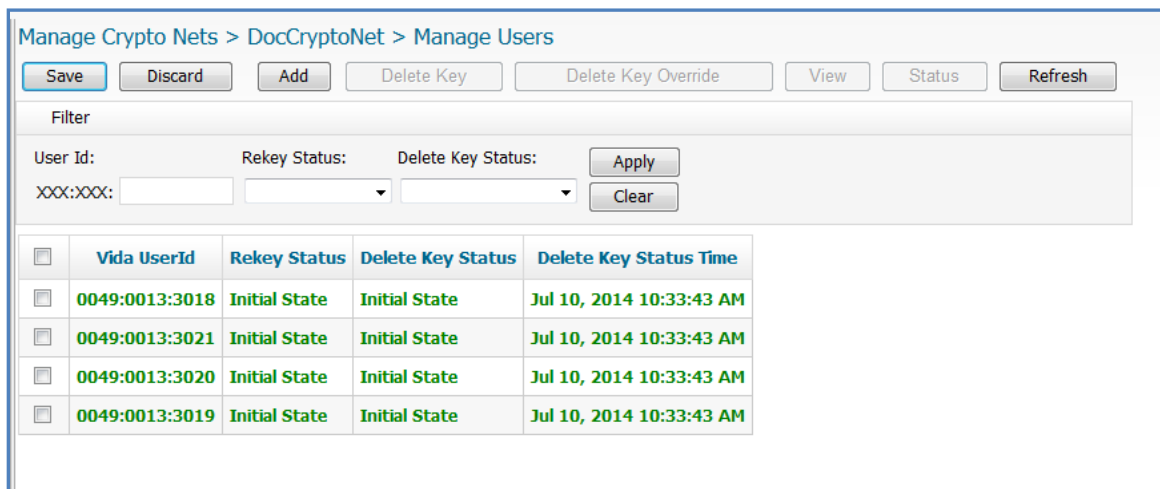 Manage Crypto Nets > DocCryptoNet > Manage Users
Save Discard Add Delete Key Delete Key Override View Status Refresh
Filter
User Id: Rekey Status: Delete Key Status: Apply
XXX:XXX: Clear
Vida UserId Rekey Status Delete Key Status Delete Key Status Time
0049:0013:3018 Initial State Initial State Jul 10, 2014 10:33:43 AM
0049:0013:3021 Initial State Initial State Jul 10, 2014 10:33:43 AM
0049:0013:3020 Initial State Initial State Jul 10, 2014 10:33:43 AM
0049:0013:3019 Initial State Initial State Jul 10, 2014 10:33:43 AM